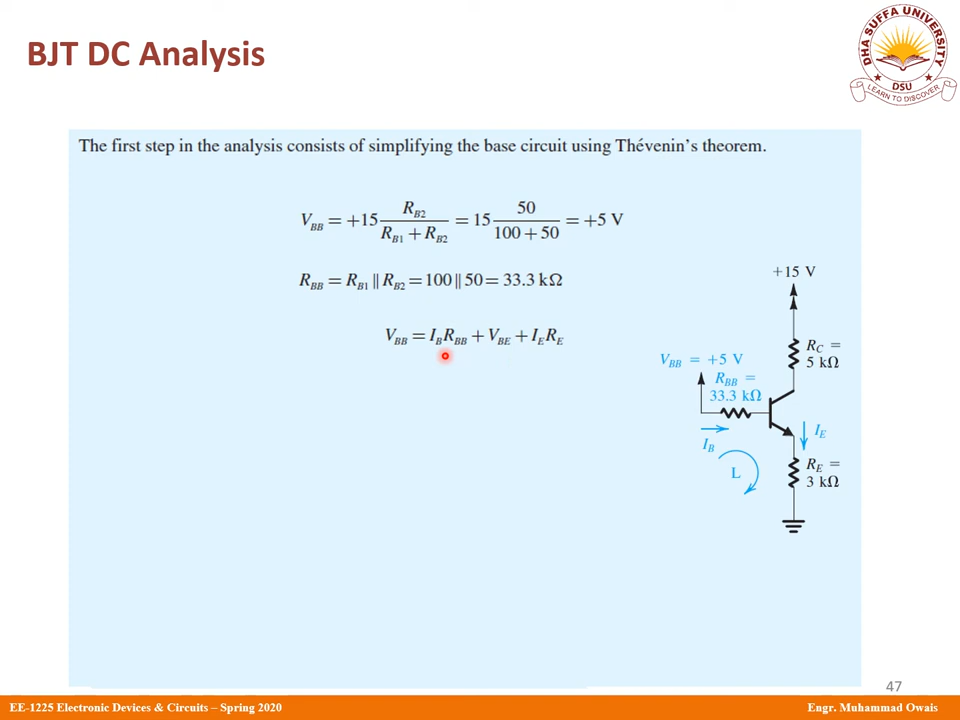 BJT DC Analysis
DHA SUFFA UNIVERSITY
DSU
LEARN TO DISCOVER
The first step in the analysis consists of simplifying the base circuit using Thévenin's theorem.
V_BB = +15 R_B2 / (R_B1 + R_B2) = 15 50 / (100 + 50) = +5 V
R_BB = R_B1 || R_B2 = 100 || 50 = 33.3 kΩ
V_BB = I_B R_BB + V_BE + I_E R_E
+15 V
R_C =
5 kΩ
V_BB = +5 V
R_BB =
33.3 kΩ
I_B
I_E
L
R_E =
3 kΩ
47
EE-1225 Electronic Devices & Circuits – Spring 2020
Engr. Muhammad Owais